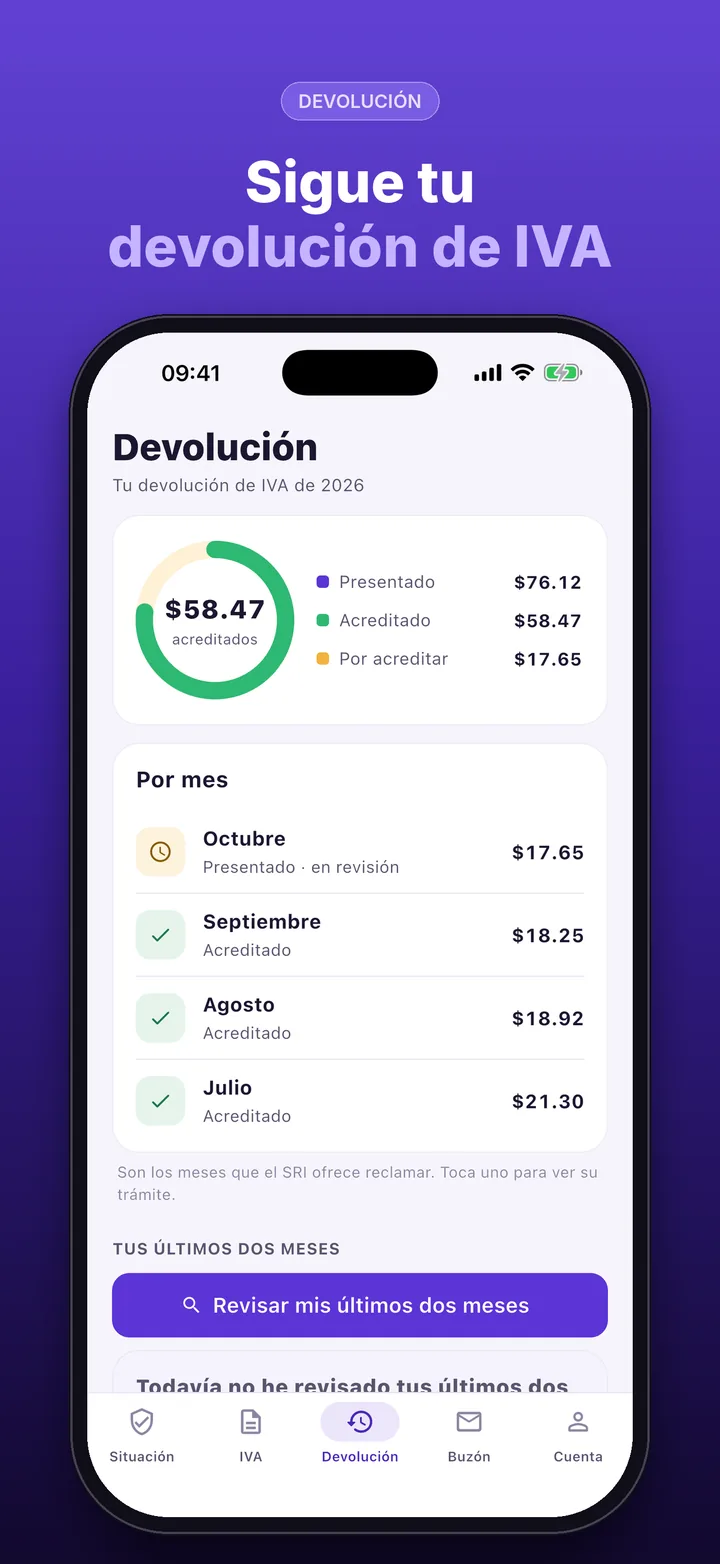 DEVOLUCIÓN
Sigue tu
devolución de IVA
09:41
Devolución
Tu devolución de IVA de 2026
$58.47
acreditados
Presentado $76.12
Acreditado $58.47
Por acreditar $17.65
Por mes
Octubre
Presentado · en revisión
$17.65
Septiembre
Acreditado
$18.25
Agosto
Acreditado
$18.92
Julio
Acreditado
$21.30
Son los meses que el SRI ofrece reclamar. Toca uno para ver su
trámite.
TUS ÚLTIMOS DOS MESES
Revisar mis últimos dos meses
Todavía no he revisado tus últimos dos
Situación IVA Devolución Buzón Cuenta